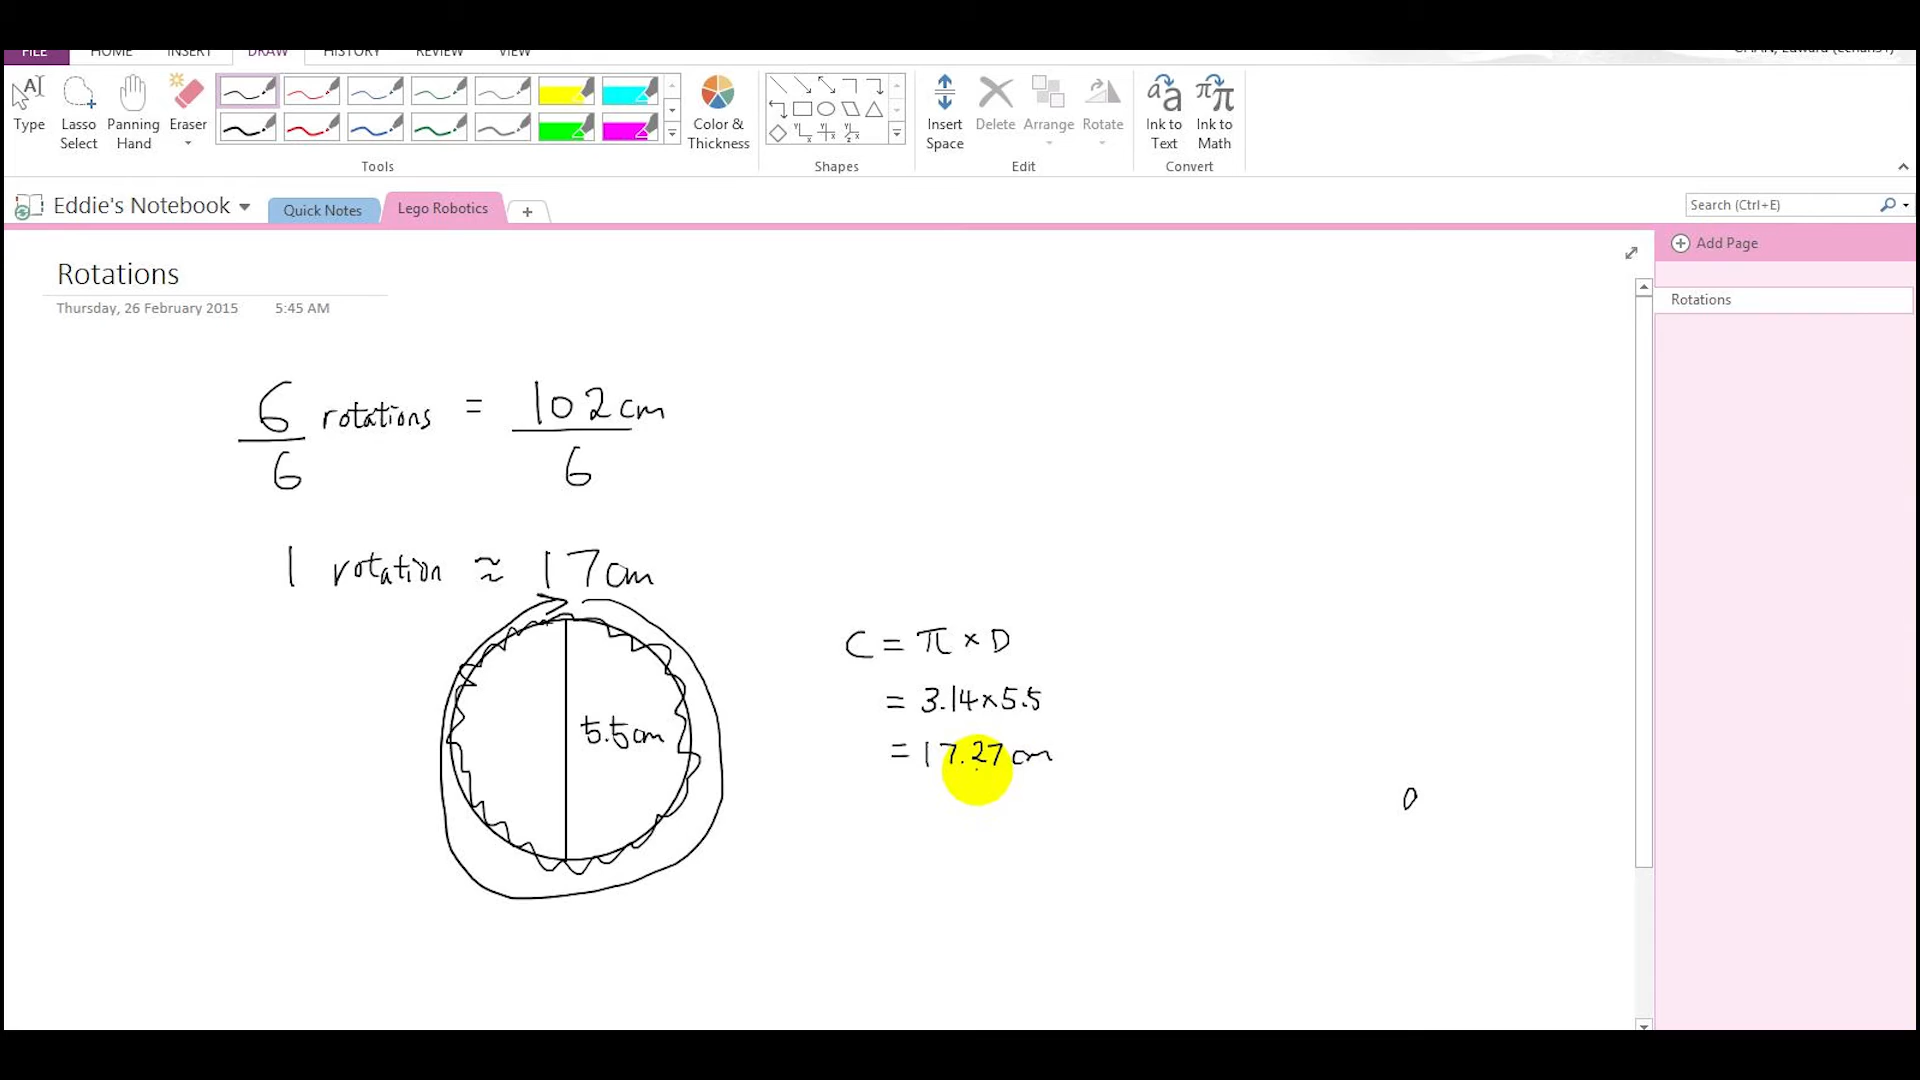 FILE HOME INSERT DRAW HISTORY REVIEW VIEW
Type
Lasso Select
Panning Hand
Eraser
Color & Thickness
Insert Space
Delete
Arrange
Rotate
Ink to Text
Ink to Math
Tools
Shapes
Edit
Convert
Eddie's Notebook
Quick Notes
Lego Robotics
Search (Ctrl+E)
Add Page
Rotations
Rotations
Thursday, 26 February 2015 5:45 AM
6 rotations = 102cm
6 6
1 rotation ≈ 17cm
5.5cm
C = π × D
= 3.14×5.5
= 17.27cm
0